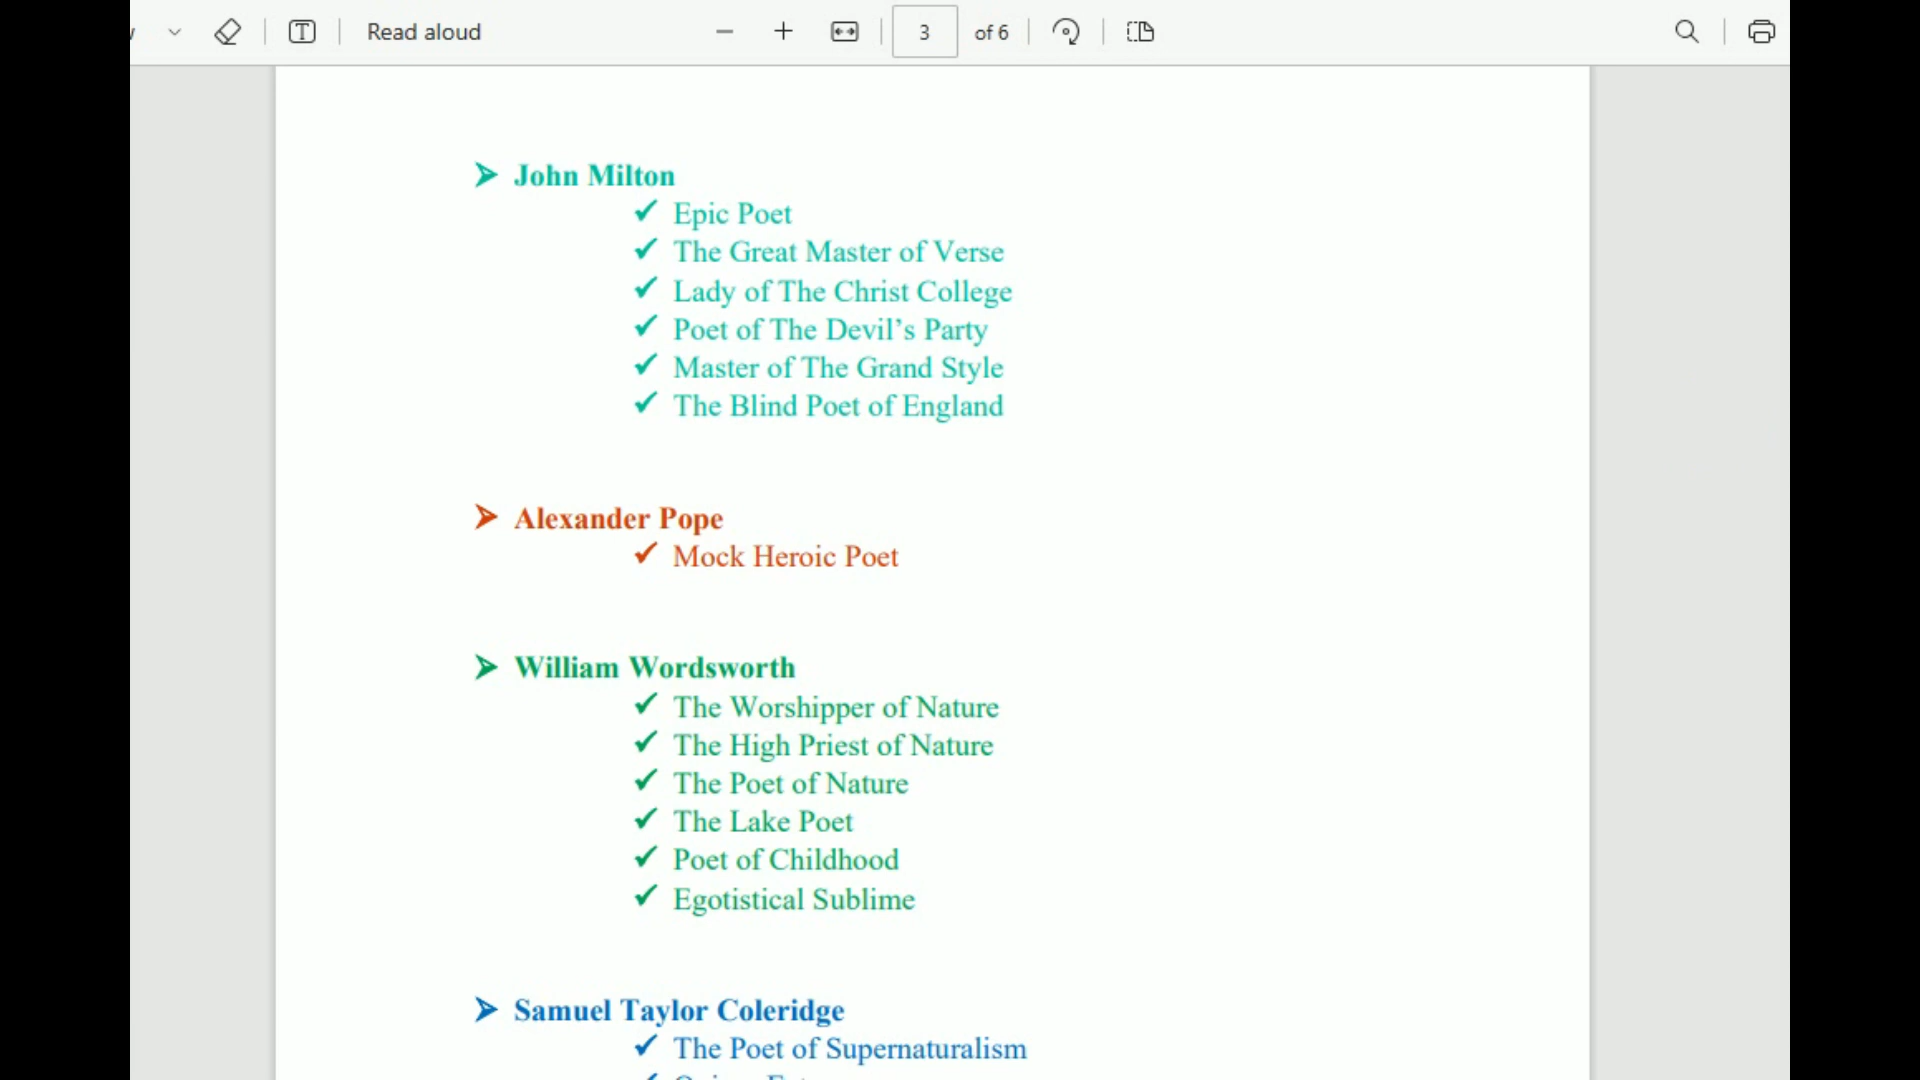 Read aloud
3 of 6
John Milton
Epic Poet
The Great Master of Verse
Lady of The Christ College
Poet of The Devil’s Party
Master of The Grand Style
The Blind Poet of England
Alexander Pope
Mock Heroic Poet
William Wordsworth
The Worshipper of Nature
The High Priest of Nature
The Poet of Nature
The Lake Poet
Poet of Childhood
Egotistical Sublime
Samuel Taylor Coleridge
The Poet of Supernaturalism